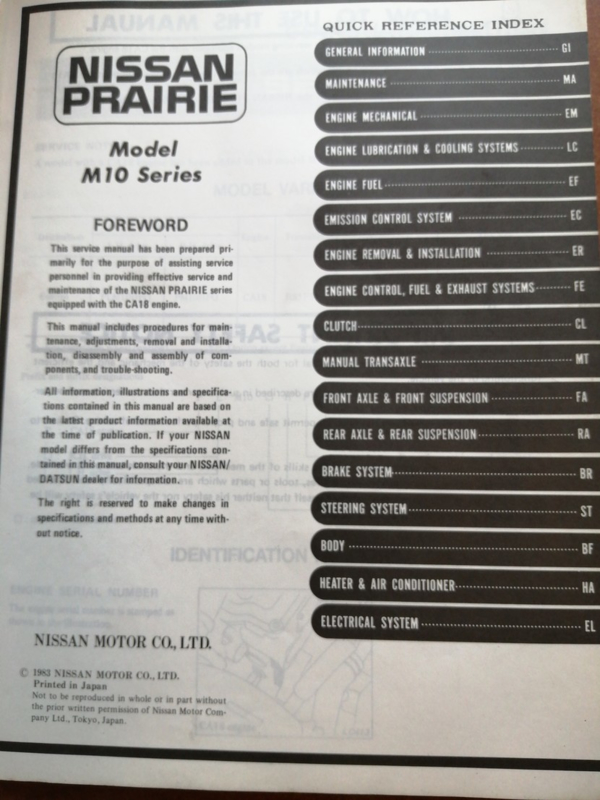 NISSAN
PRAIRIE
Model
M10 Series
FOREWORD
This service manual has been prepared pri-
marily for the purpose of assisting service
personnel in providing effective service and
maintenance of the NISSAN PRAIRIE series
equipped with the CA18 engine.
This manual includes procedures for main-
tenance, adjustments, removal and installa-
tion, disassembly and assembly of com-
ponents, and trouble-shooting.
All information, illustrations and specifica-
tions contained in this manual are based on
the latest product information available at
the time of publication. If your NISSAN
model differs from the specifications con-
tained in this manual, consult your NISSAN/
DATSUN dealer for information.
The right is reserved to make changes in
specifications and methods at any time with-
out notice.
NISSAN MOTOR CO., LTD.
© 1983 NISSAN MOTOR CO., LTD.
Printed in Japan
Not to be reproduced in whole or in part without
the prior written permission of Nissan Motor Com-
pany Ltd., Tokyo, Japan.
QUICK REFERENCE INDEX
GENERAL INFORMATION GI
MAINTENANCE MA
ENGINE MECHANICAL EM
ENGINE LUBRICATION & COOLING SYSTEMS LC
ENGINE FUEL EF
EMISSION CONTROL SYSTEM EC
ENGINE REMOVAL & INSTALLATION ER
ENGINE CONTROL, FUEL & EXHAUST SYSTEMS FE
CLUTCH CL
MANUAL TRANSAXLE MT
FRONT AXLE & FRONT SUSPENSION FA
REAR AXLE & REAR SUSPENSION RA
BRAKE SYSTEM BR
STEERING SYSTEM ST
BODY BF
HEATER & AIR CONDITIONER HA
ELECTRICAL SYSTEM EL